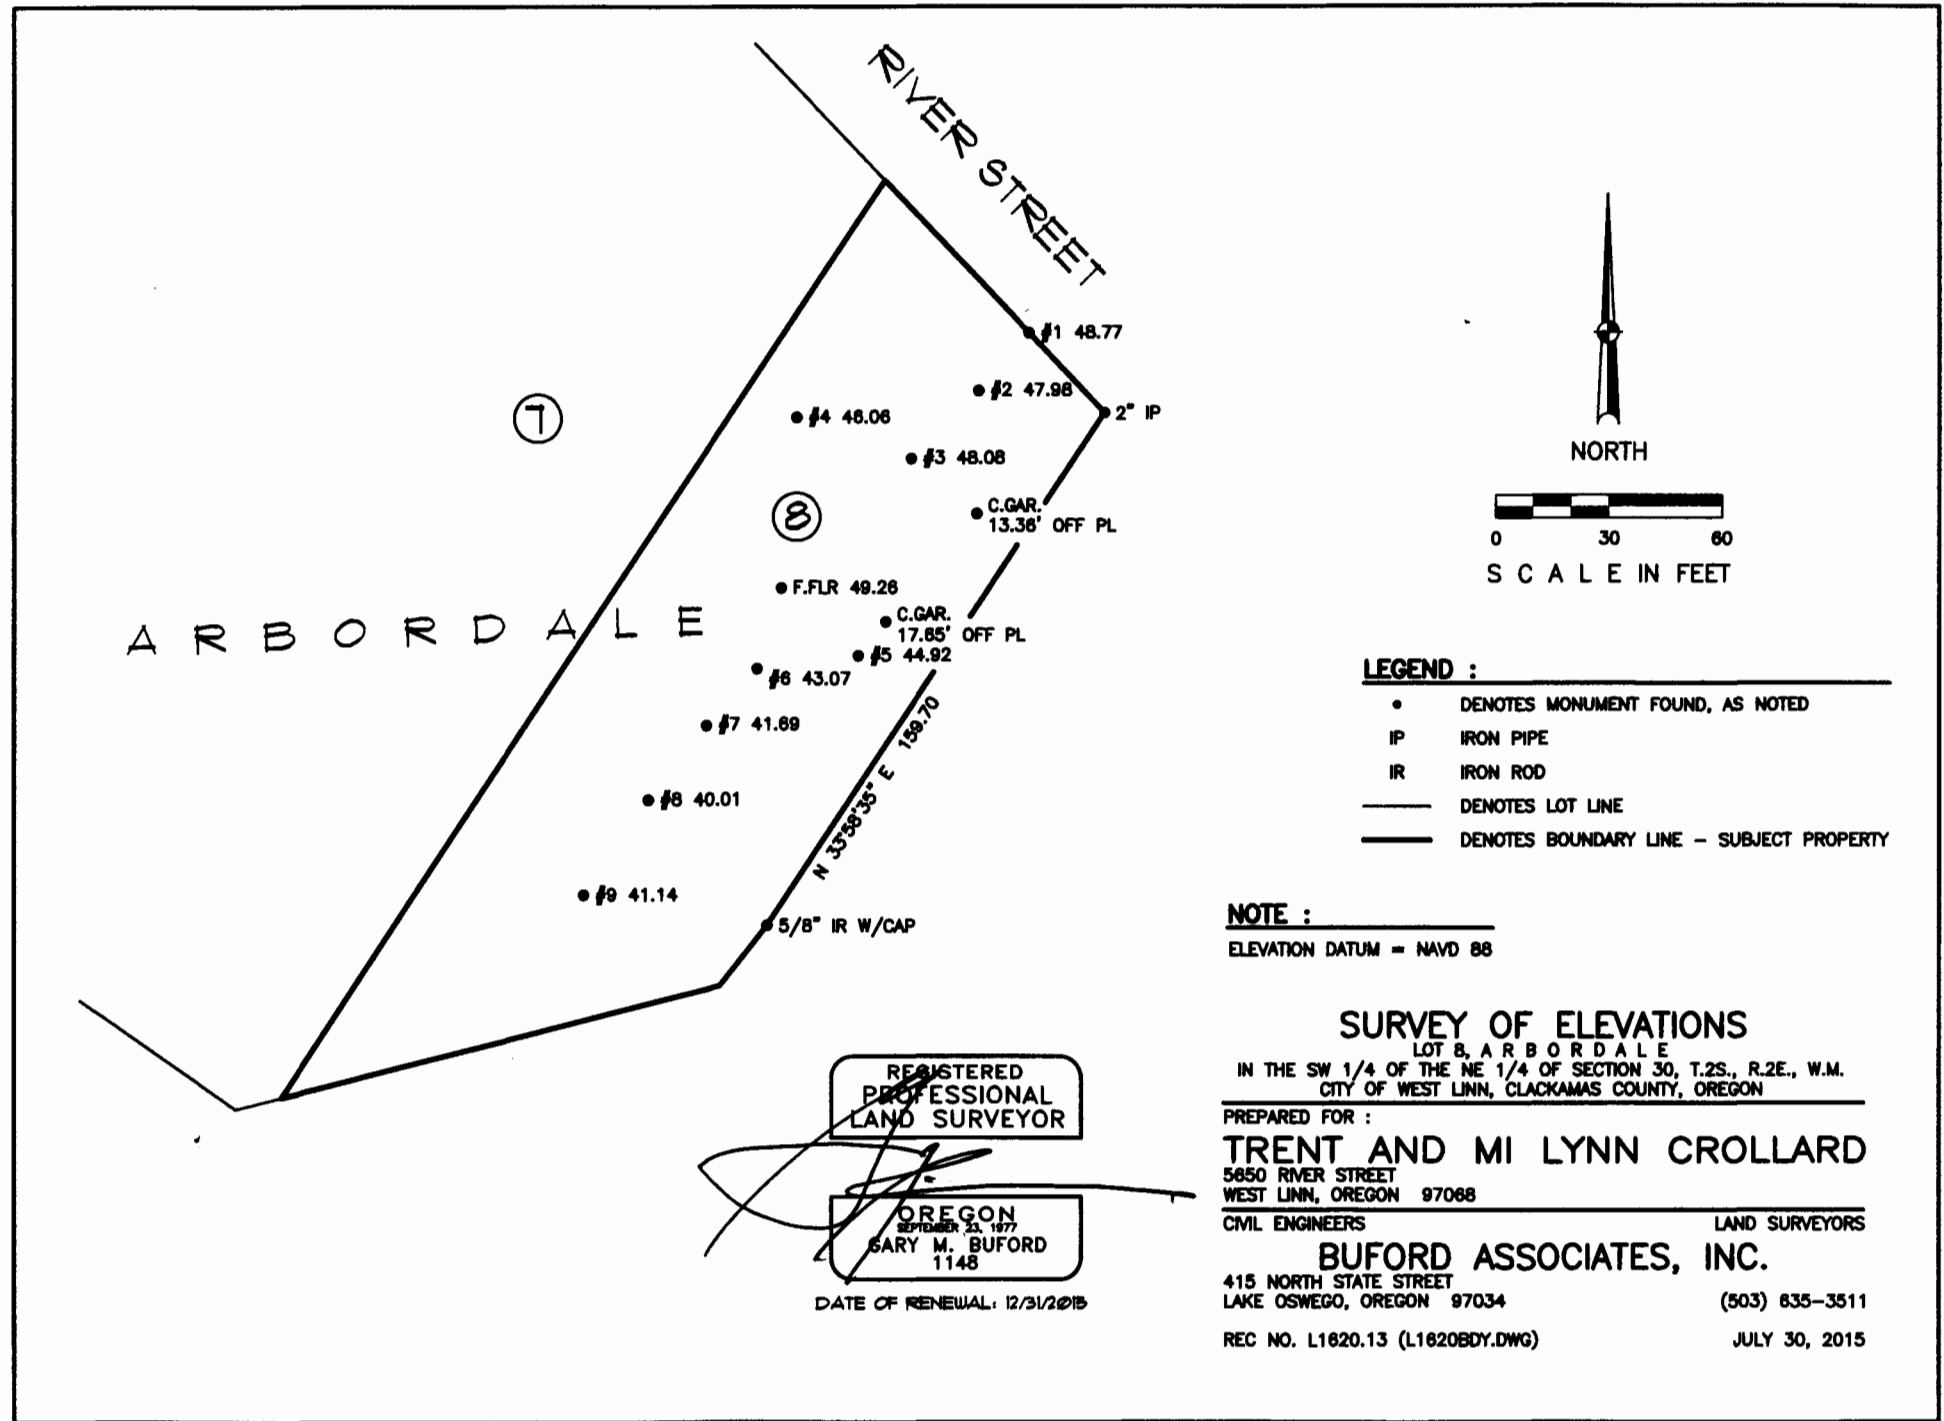 RIVER STREET
#1 48.77
#2 47.98
2" IP
#4 46.06
7
#3 48.08
NORTH
8
C.GAR.
13.36' OFF PL
0 30 60
SCALE IN FEET
F.FLR 49.26
ARBORDALE
C.GAR.
17.65' OFF PL
#5 44.92
#6 43.07
#7 41.69
N 33°58'35" E 159.70
#8 40.01
#9 41.14
5/8" IR W/CAP
LEGEND :
DENOTES MONUMENT FOUND, AS NOTED
IP IRON PIPE
IR IRON ROD
DENOTES LOT LINE
DENOTES BOUNDARY LINE - SUBJECT PROPERTY
NOTE :
ELEVATION DATUM = NAVD 88
SURVEY OF ELEVATIONS
LOT 8, ARBORDALE
IN THE SW 1/4 OF THE NE 1/4 OF SECTION 30, T.2S., R.2E., W.M.
CITY OF WEST LINN, CLACKAMAS COUNTY, OREGON
PREPARED FOR :
TRENT AND MI LYNN CROLLARD
5650 RIVER STREET
WEST LINN, OREGON 97068
CIVIL ENGINEERS LAND SURVEYORS
BUFORD ASSOCIATES, INC.
415 NORTH STATE STREET
LAKE OSWEGO, OREGON 97034 (503) 635-3511
REC NO. L1620.13 (L1620BDY.DWG) JULY 30, 2015
REGISTERED
PROFESSIONAL
LAND SURVEYOR
OREGON
SEPTEMBER 23, 1977
GARY M. BUFORD
1148
DATE OF RENEWAL: 12/31/2015